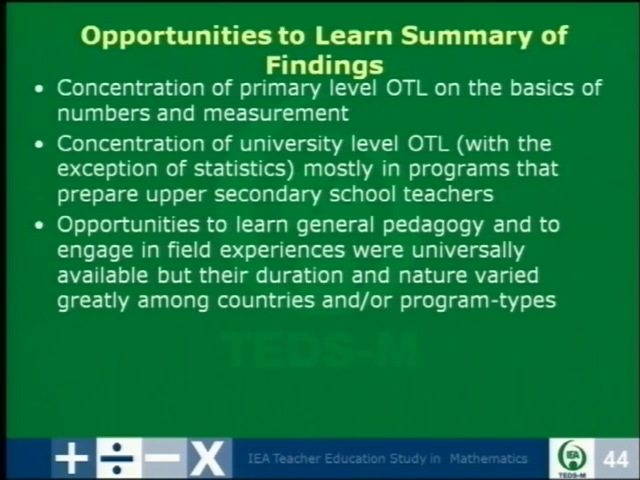 Opportunities to Learn Summary of
Findings
• Concentration of primary level OTL on the basics of
numbers and measurement
• Concentration of university level OTL (with the
exception of statistics) mostly in programs that
prepare upper secondary school teachers
• Opportunities to learn general pedagogy and to
engage in field experiences were universally
available but their duration and nature varied
greatly among countries and/or program-types
TEDS-M
+ ÷ − X IEA Teacher Education Study in Mathematics IEA TEDS-M 44